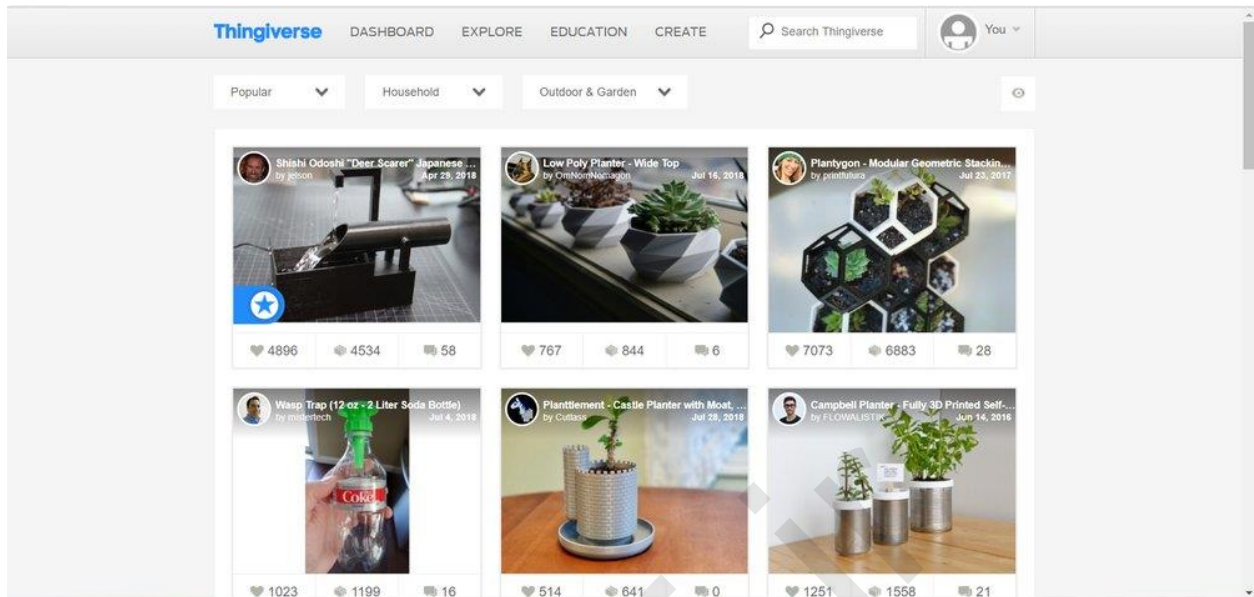 Thingiverse DASHBOARD EXPLORE EDUCATION CREATE Search Thingiverse You
Popular Household Outdoor & Garden
Shishi Odoshi "Deer Scarer" Japanese ...
by jelson Apr 29, 2018
Low Poly Planter - Wide Top
by OmNomNomagon Jul 16, 2018
Plantygon - Modular Geometric Stackin...
by printfutura Jul 23, 2017
4896 4534 58
767 844 6
7073 6883 28
Wasp Trap (12 oz - 2 Liter Soda Bottle)
by mistertech Jul 4, 2018
Planttlement - Castle Planter with Moat, ...
by Cutlass Jul 28, 2018
Campbell Planter - Fully 3D Printed Self-...
by FLOWALISTIK Jun 14, 2016
Coke
1023 1199 16
514 641 0
1251 1558 21